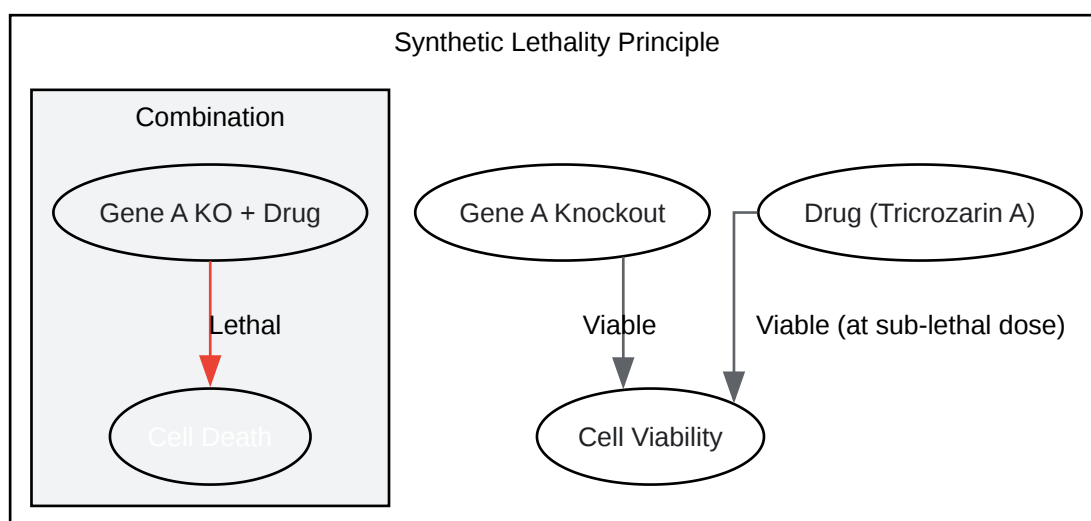 Synthetic Lethality Principle
Combination
Gene A KO + Drug
Gene A Knockout
Drug (Tricrozarin A)
Lethal
Viable
Viable (at sub-lethal dose)
Cell Death
Cell Viability